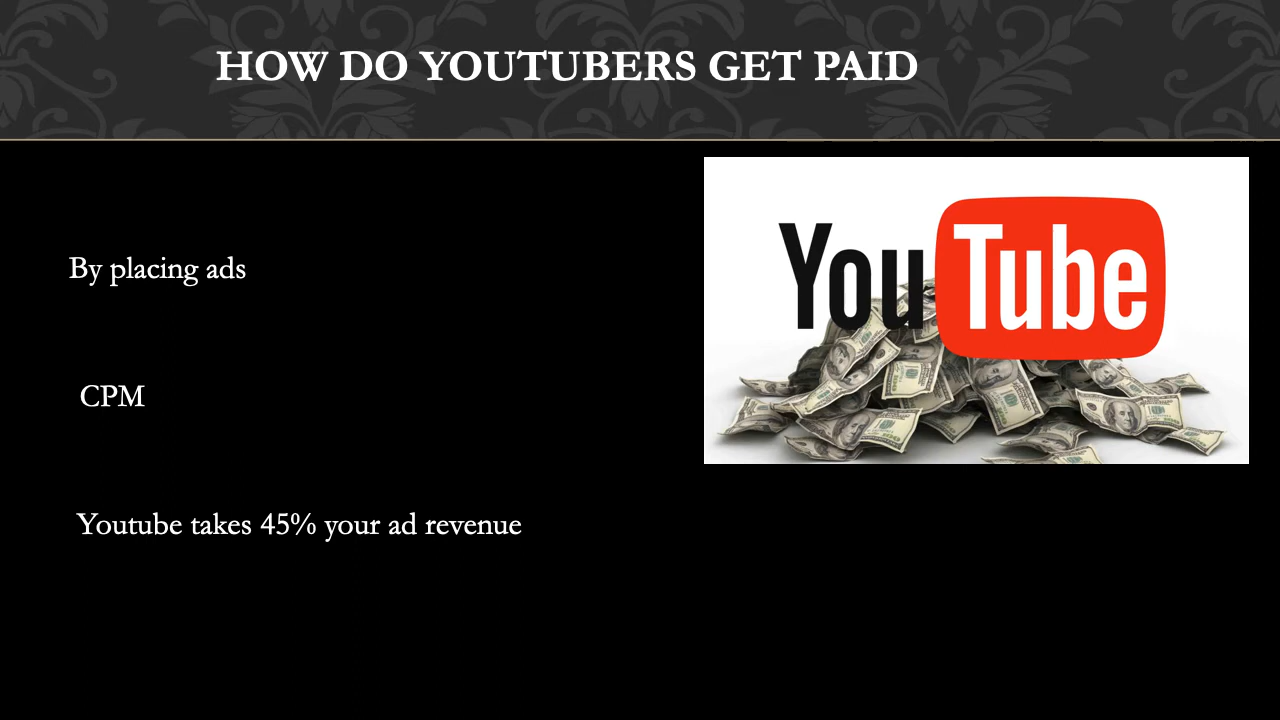 HOW DO YOUTUBERS GET PAID
By placing ads
CPM
Youtube takes 45% your ad revenue
YouTube